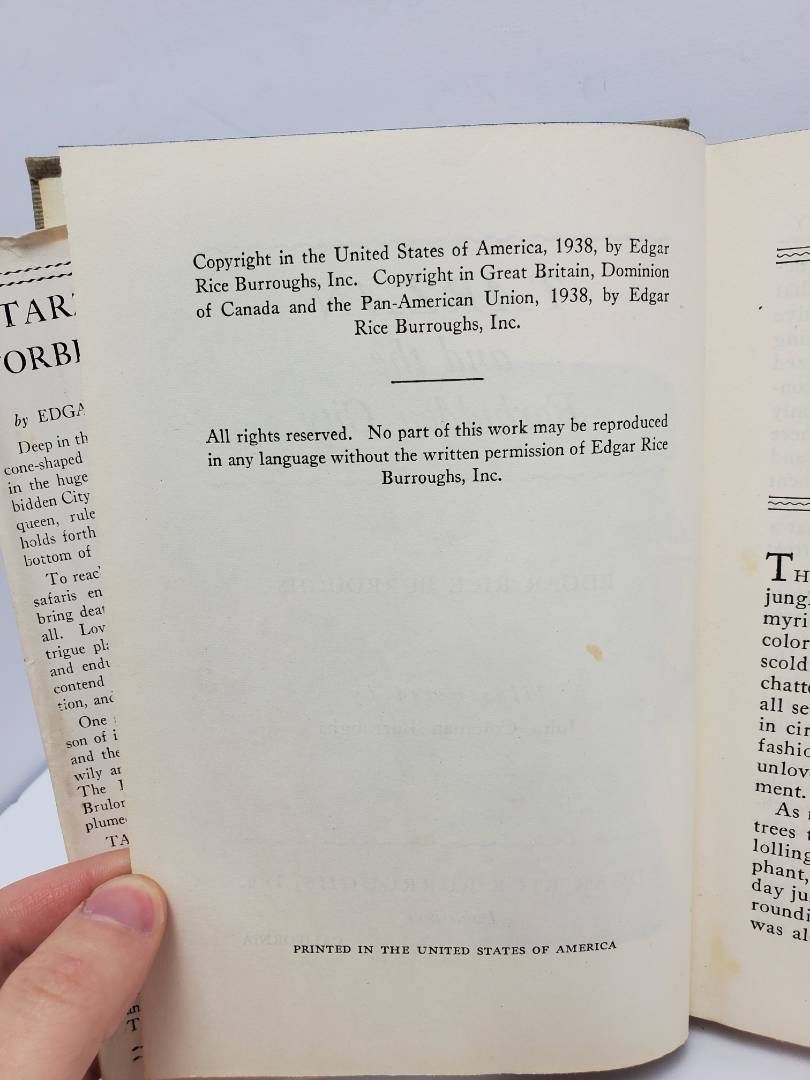 TAR
FORBI
by EDGA
Deep in th
cone-shaped
in the huge
bidden City
queen, rule
holds forth
bottom of
To reac
safaris en
bring deat
all. Lov
trigue pl
and endu
contend
tion, and
One
son of i
and the
wily ar
The
Brulor
plume
TA
Copyright in the United States of America, 1938, by Edgar
Rice Burroughs, Inc. Copyright in Great Britain, Dominion
of Canada and the Pan-American Union, 1938, by Edgar
Rice Burroughs, Inc.
All rights reserved. No part of this work may be reproduced
in any language without the written permission of Edgar Rice
Burroughs, Inc.
PRINTED IN THE UNITED STATES OF AMERICA
TH
jung
myri
color
scold
chatte
all se
in cir
fashio
unlov
ment.
As
trees
lolling
phant,
day ju
roundi
was al